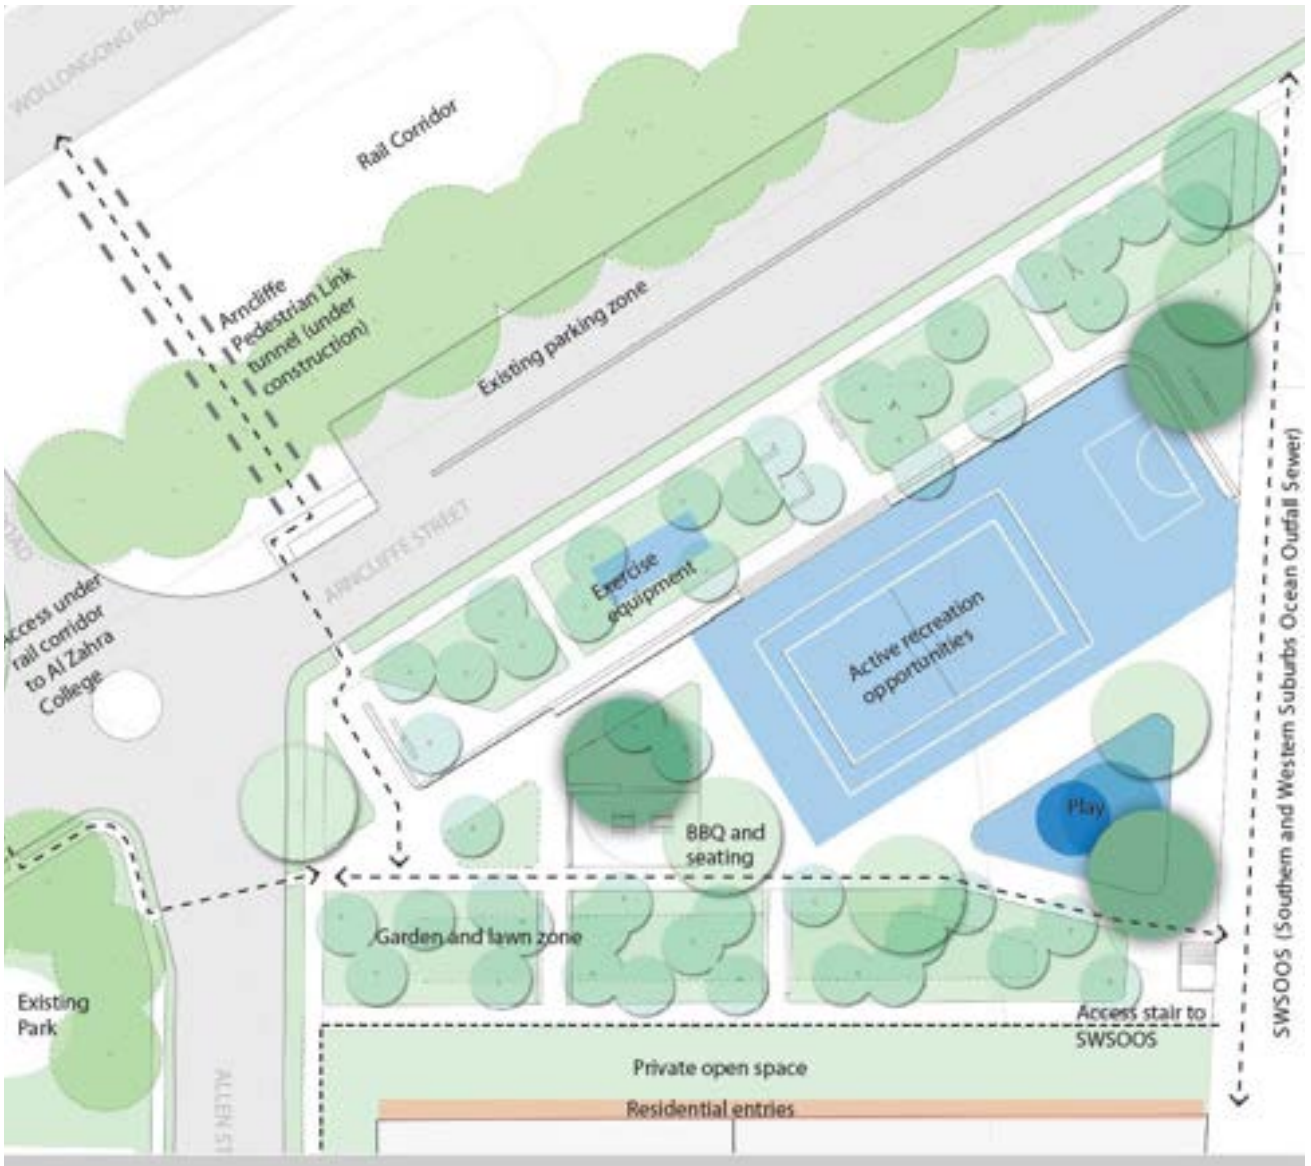 WOLLONGONG ROAD
Rail Corridor
Arncliffe
Pedestrian Link
tunnel (under
construction)
Existing parking zone
ARNCLIFFE STREET
Access under
rail corridor
to Al Zahra
College
Exercise
equipment
Active recreation
opportunities
SWSOOS (Southern and Western Suburbs Ocean Outfall Sewer)
Play
BBQ and
seating
Garden and lawn zone
Existing
Park
Access stair to
SWSOOS
Private open space
Residential entries
ALLEN ST